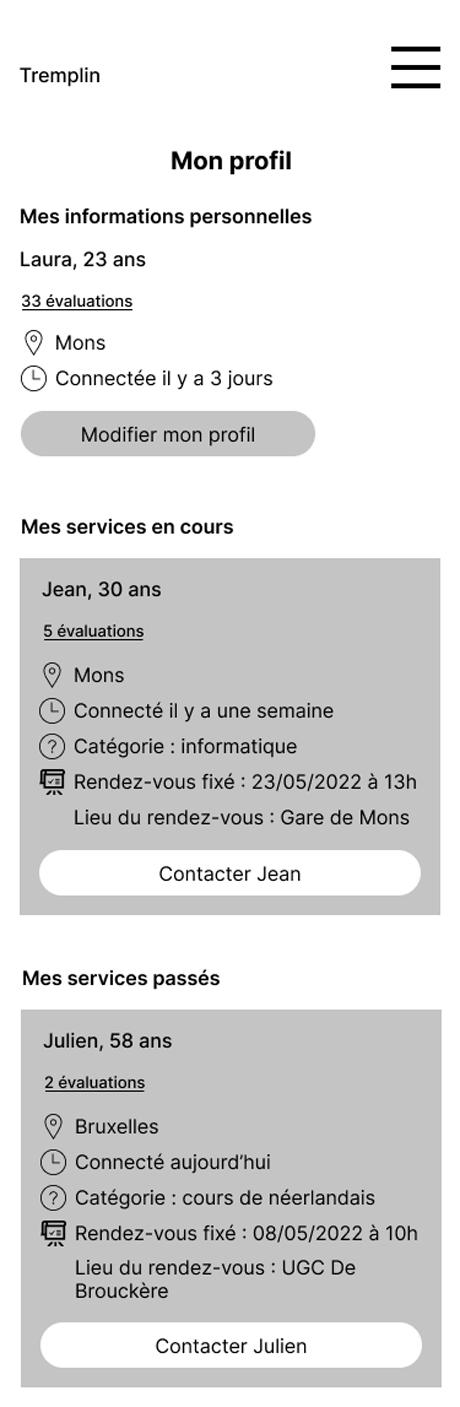 Tremplin
Mon profil
Mes informations personnelles
Laura, 23 ans
33 évaluations
Mons
Connectée il y a 3 jours
Modifier mon profil
Mes services en cours
Jean, 30 ans
5 évaluations
Mons
Connecté il y a une semaine
? Catégorie : informatique
Rendez-vous fixé : 23/05/2022 à 13h
Lieu du rendez-vous : Gare de Mons
Contacter Jean
Mes services passés
Julien, 58 ans
2 évaluations
Bruxelles
Connecté aujourd’hui
? Catégorie : cours de néerlandais
Rendez-vous fixé : 08/05/2022 à 10h
Lieu du rendez-vous : UGC De
Brouckère
Contacter Julien